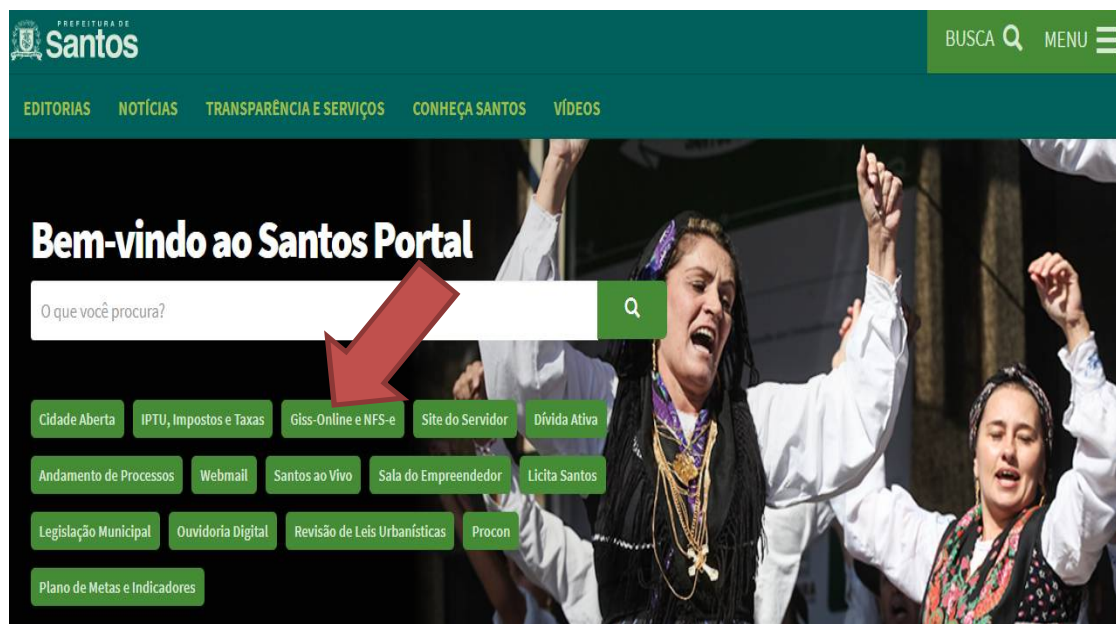 PREFEITURA DE
Santos
BUSCA MENU
EDITORIAS NOTÍCIAS TRANSPARÊNCIA E SERVIÇOS CONHEÇA SANTOS VÍDEOS
Bem-vindo ao Santos Portal
O que você procura?
Cidade Aberta IPTU, Impostos e Taxas Giss-Online e NFS-e Site do Servidor Dívida Ativa
Andamento de Processos Webmail Santos ao Vivo Sala do Empreendedor Licita Santos
Legislação Municipal Ouvidoria Digital Revisão de Leis Urbanísticas Procon
Plano de Metas e Indicadores